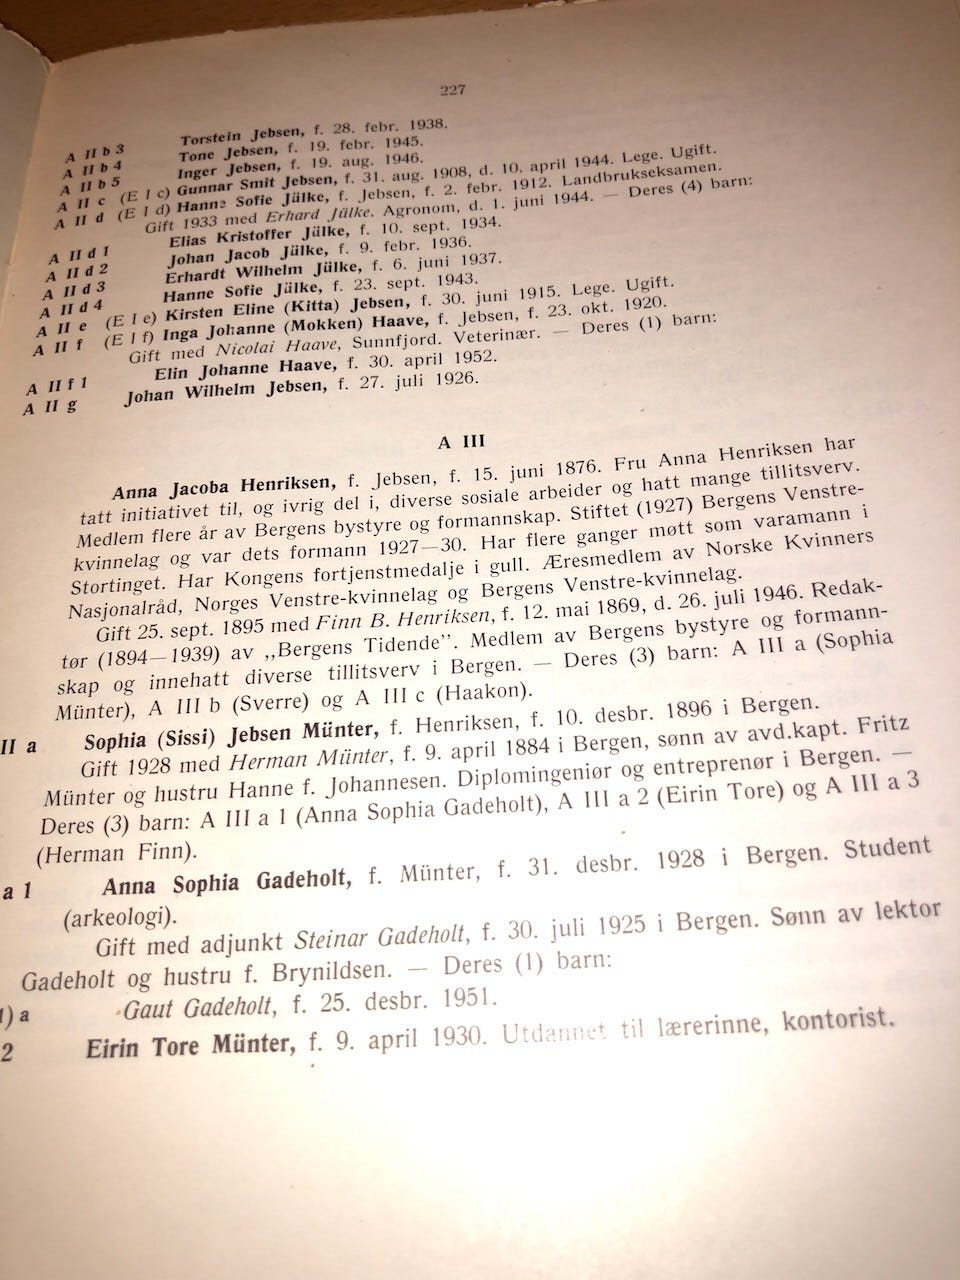 227
A II b 3 Torstein Jebsen, f. 28. febr. 1938.
A II b 4 Tone Jebsen, f. 19. febr. 1945.
A II b 5 Inger Jebsen, f. 19. aug. 1946.
A II c (E I c) Gunnar Smit Jebsen, f. 31. aug. 1908, d. 10. april 1944. Lege. Ugift.
A II d (E I d) Hanne Sofie Jülke, f. Jebsen, f. 2. febr. 1912. Landbrukseksamen.
Gift 1933 med Erhard Jülke. Agronom, d. 1. juni 1944. — Deres (4) barn:
A II d 1 Elias Kristoffer Jülke, f. 10. sept. 1934.
A II d 2 Johan Jacob Jülke, f. 9. febr. 1936.
A II d 3 Erhardt Wilhelm Jülke, f. 6. juni 1937.
A II d 4 Hanne Sofie Jülke, f. 23. sept. 1943.
A II e (E I e) Kirsten Eline (Kitta) Jebsen, f. 30. juni 1915. Lege. Ugift.
A II f (E I f) Inga Johanne (Mokken) Haave, f. Jebsen, f. 23. okt. 1920.
Gift med Nicolai Haave, Sunnfjord. Veterinær. — Deres (1) barn:
A II f 1 Elin Johanne Haave, f. 30. april 1952.
A II g Johan Wilhelm Jebsen, f. 27. juli 1926.
A III
Anna Jacoba Henriksen, f. Jebsen, f. 15. juni 1876. Fru Anna Henriksen har
tatt initiativet til, og ivrig del i, diverse sosiale arbeider og hatt mange tillitsverv.
Medlem flere år av Bergens bystyre og formannskap. Stiftet (1927) Bergens Venstre-
kvinnelag og var dets formann 1927—30. Har flere ganger møtt som varamann i
Stortinget. Har Kongens fortjenstmedalje i gull. Æresmedlem av Norske Kvinners
Nasjonalråd, Norges Venstre-kvinnelag og Bergens Venstre-kvinnelag.
Gift 25. sept. 1895 med Finn B. Henriksen, f. 12. mai 1869, d. 26. juli 1946. Redak-
tør (1894—1939) av ,,Bergens Tidende". Medlem av Bergens bystyre og formann-
skap og innehatt diverse tillitsverv i Bergen. — Deres (3) barn: A III a (Sophia
Münter), A III b (Sverre) og A III c (Haakon).
II a Sophia (Sissi) Jebsen Münter, f. Henriksen, f. 10. desbr. 1896 i Bergen.
Gift 1928 med Herman Münter, f. 9. april 1884 i Bergen, sønn av avd.kapt. Fritz
Münter og hustru Hanne f. Johannesen. Diplomingeniør og entreprenør i Bergen. —
Deres (3) barn: A III a 1 (Anna Sophia Gadeholt), A III a 2 (Eirin Tore) og A III a 3
(Herman Finn).
a 1 Anna Sophia Gadeholt, f. Münter, f. 31. desbr. 1928 i Bergen. Student
(arkeologi).
Gift med adjunkt Steinar Gadeholt, f. 30. juli 1925 i Bergen. Sønn av lektor
Gadeholt og hustru f. Brynildsen. — Deres (1) barn:
1) a Gaut Gadeholt, f. 25. desbr. 1951.
2 Eirin Tore Münter, f. 9. april 1930. Utdannet til lærerinne, kontorist.